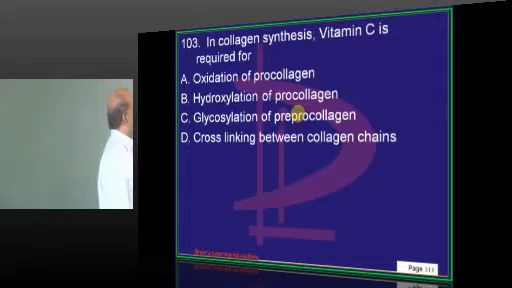 103. In collagen synthesis, Vitamin C is
required for
A. Oxidation of procollagen
B. Hydroxylation of procollagen
C. Glycosylation of preprocollagen
D. Cross linking between collagen chains
Page 111